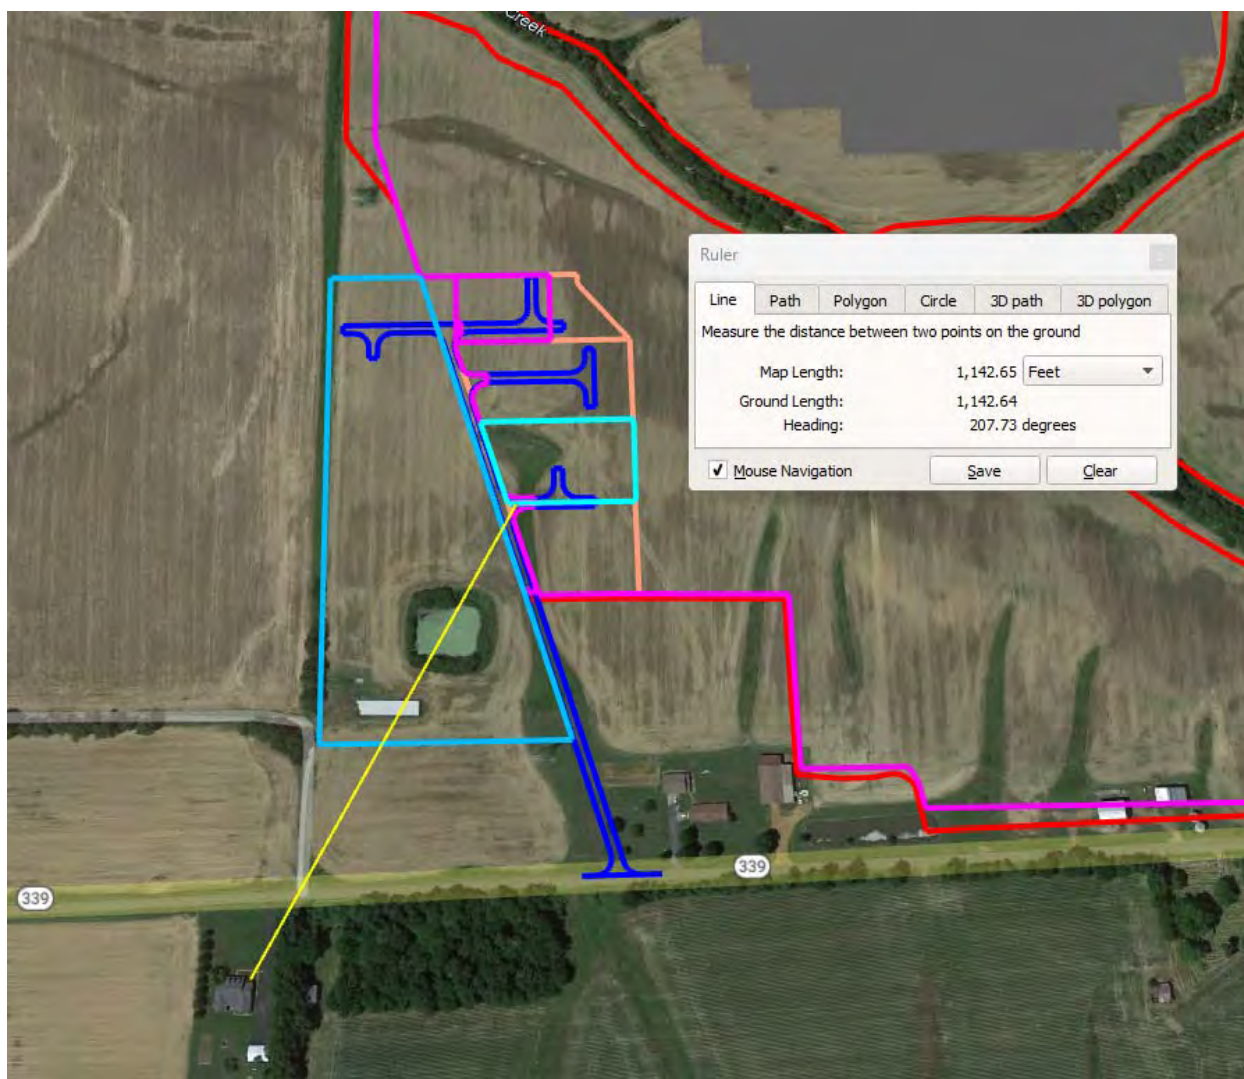 Creek
Ruler
Line Path Polygon Circle 3D path 3D polygon
Measure the distance between two points on the ground
Map Length: 1,142.65 Feet
Ground Length: 1,142.64
Heading: 207.73 degrees
Mouse Navigation Save Clear
339
339